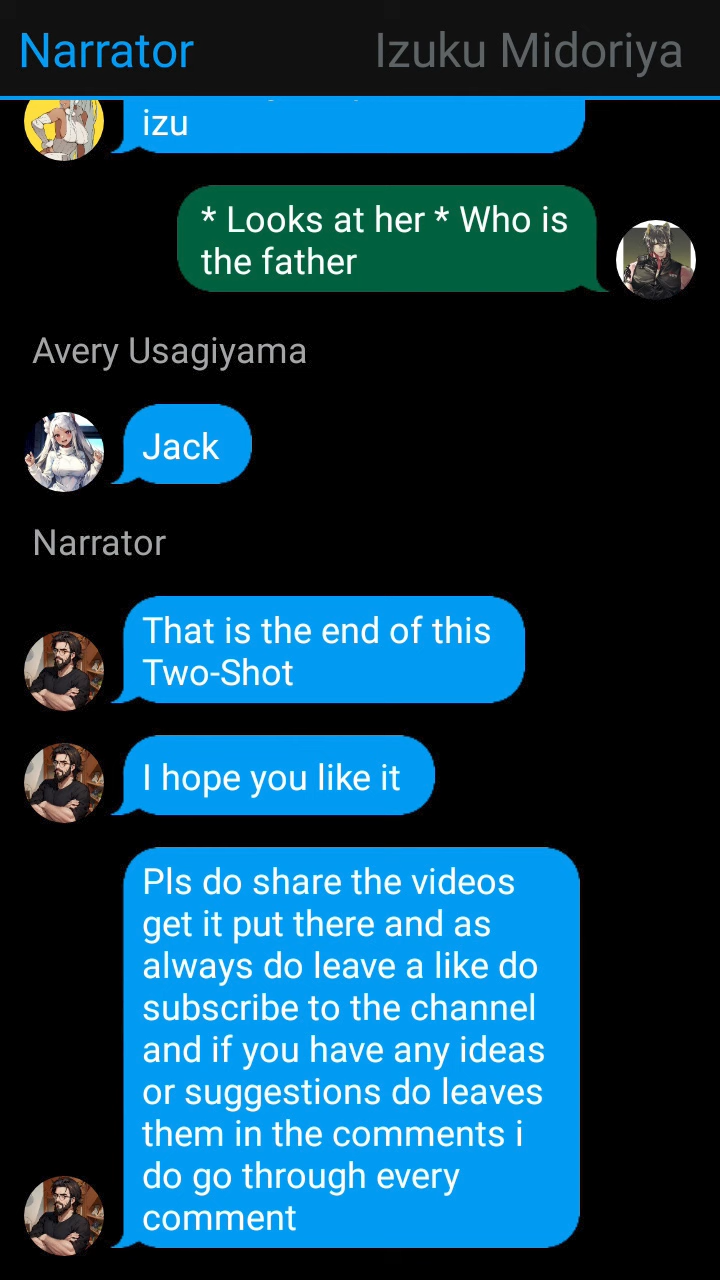 Narrator
Izuku Midoriya
izu
* Looks at her * Who is
the father
Avery Usagiyama
Jack
Narrator
That is the end of this
Two-Shot
I hope you like it
Pls do share the videos
get it put there and as
always do leave a like do
subscribe to the channel
and if you have any ideas
or suggestions do leaves
them in the comments i
do go through every
comment